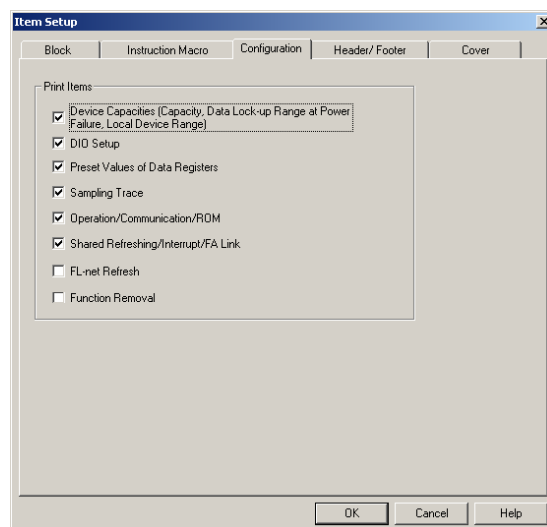 Item Setup
Block Instruction Macro Configuration Header/ Footer Cover
Print Items
Device Capacities (Capacity, Data Lock-up Range at Power
Failure, Local Device Range)
DIO Setup
Preset Values of Data Registers
Sampling Trace
Operation/Communication/ROM
Shared Refreshing/Interrupt/FA Link
FL-net Refresh
Function Removal
OK Cancel Help